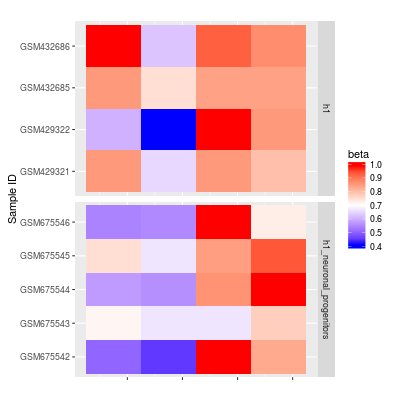 GSM432686
GSM432685
GSM429322
GSM429321
h1
GSM675546
GSM675545
GSM675544
GSM675543
GSM675542
h1_neuronal_progenitors
Sample ID
beta
1.0
0.9
0.8
0.7
0.6
0.5
0.4